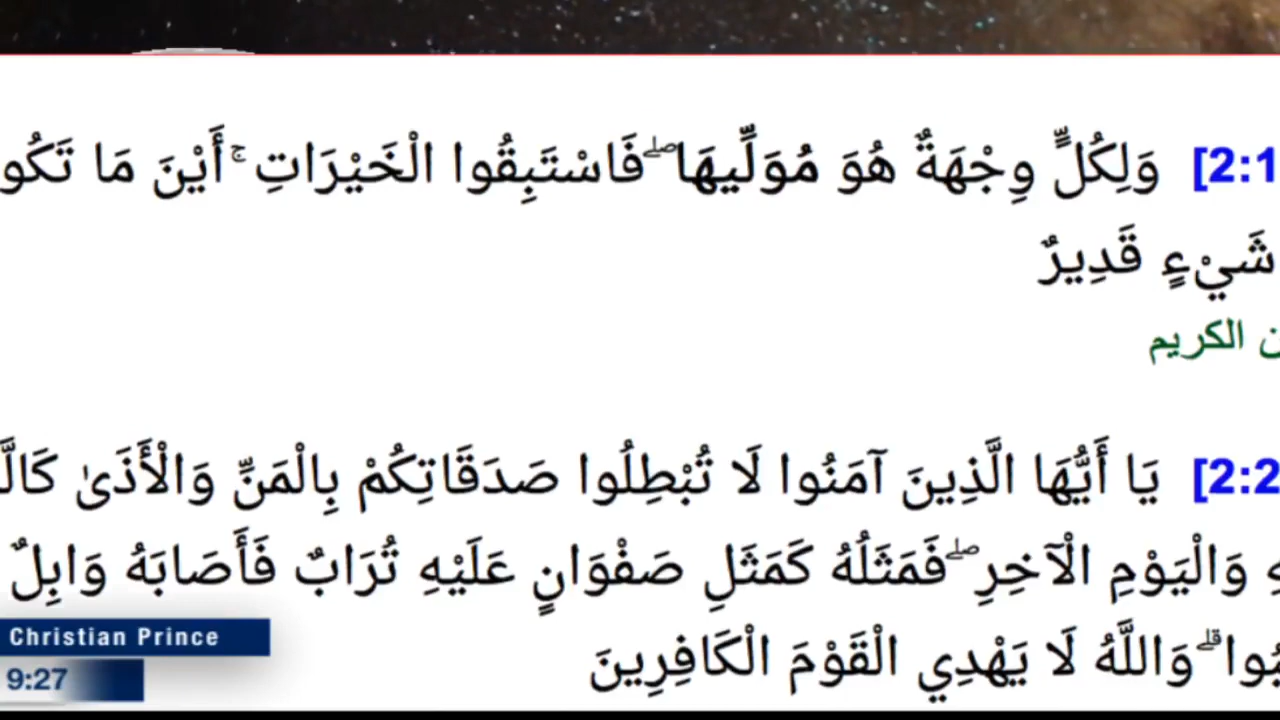 [2:1 وَلِكُلٍّ وِجْهَةٌ هُوَ مُوَلِّيهَا ۖ فَاسْتَبِقُوا الْخَيْرَاتِ ۚ أَيْنَ مَا تَكُو
شَيْءٍ قَدِيرٌ
ن الكريم
[2:2 يَا أَيُّهَا الَّذِينَ آمَنُوا لَا تُبْطِلُوا صَدَقَاتِكُمْ بِالْمَنِّ وَالْأَذَىٰ كَالَّ
هِ وَالْيَوْمِ الْآخِرِ ۖ فَمَثَلُهُ كَمَثَلِ صَفْوَانٍ عَلَيْهِ تُرَابٌ فَأَصَابَهُ وَابِلٌ
بُوا ۗ وَاللَّهُ لَا يَهْدِي الْقَوْمَ الْكَافِرِينَ
Christian Prince
9:27